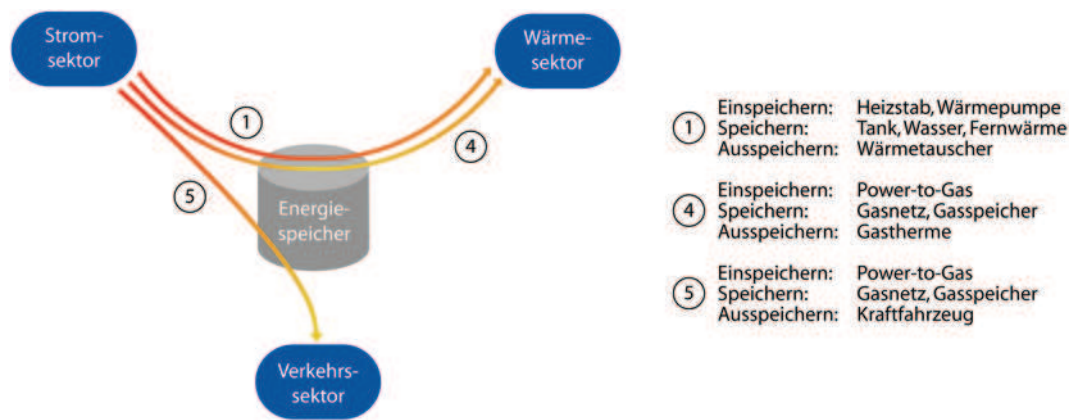 Strom-
sektor
Wärme-
sektor
1
4
5
Energie-
speicher
Verkehrs-
sektor
1
Einspeichern: Heizstab, Wärmepumpe
Speichern: Tank, Wasser, Fernwärme
Ausspeichern: Wärmetauscher
4
Einspeichern: Power-to-Gas
Speichern: Gasnetz, Gasspeicher
Ausspeichern: Gastherme
5
Einspeichern: Power-to-Gas
Speichern: Gasnetz, Gasspeicher
Ausspeichern: Kraftfahrzeug